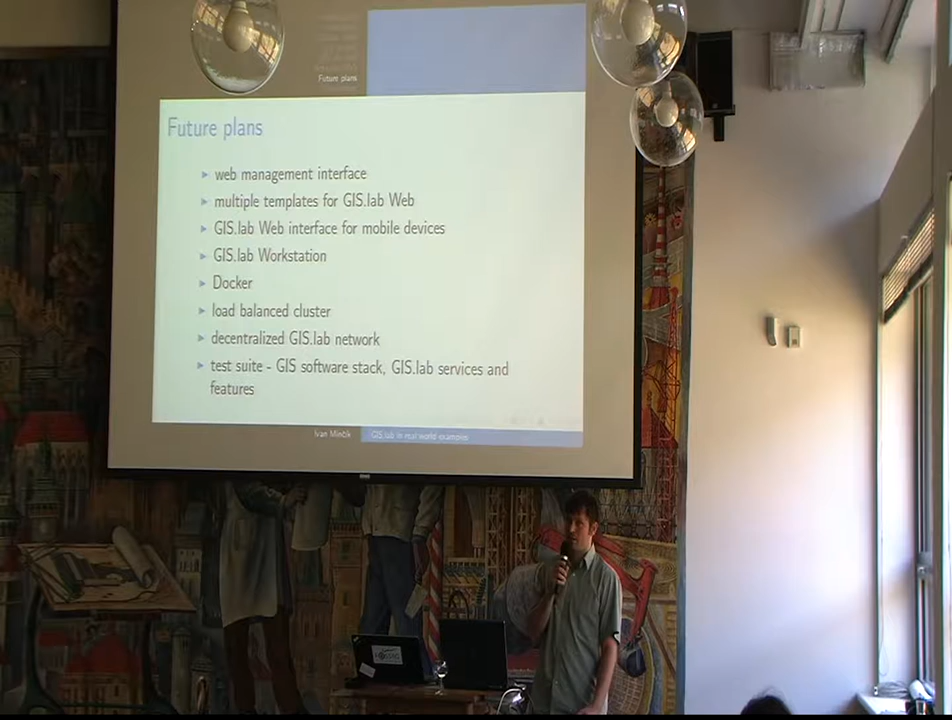 Future plans
Future plans
web management interface
multiple templates for GIS.lab Web
GIS.lab Web interface for mobile devices
GIS.lab Workstation
Docker
load balanced cluster
decentralized GIS.lab network
test suite - GIS software stack, GIS.lab services and
features
Ivan Minčík
GIS.lab in real world examples